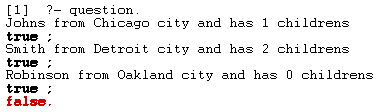 [1]  ?- question.
Johns from Chicago city and has 1 childrens
true ;
Smith from Detroit city and has 2 childrens
true ;
Robinson from Oakland city and has 0 childrens
true ;
false.